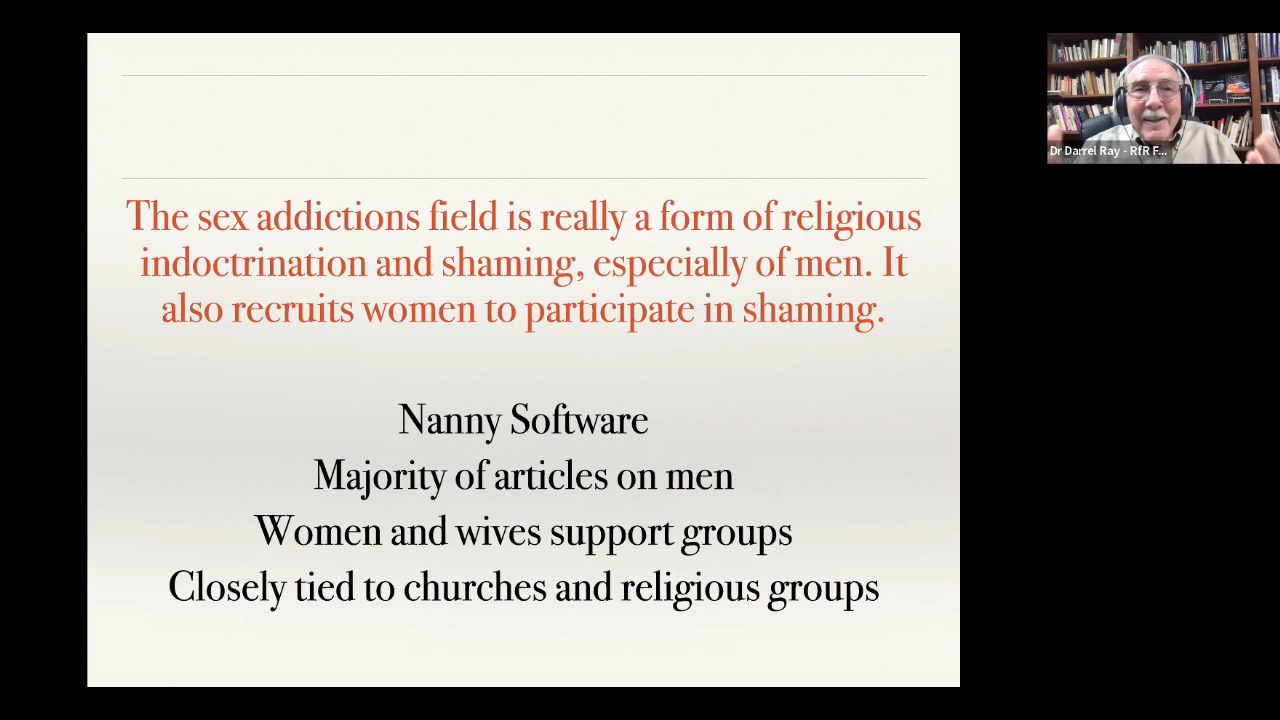 The sex addictions field is really a form of religious
indoctrination and shaming, especially of men. It
also recruits women to participate in shaming.
Nanny Software
Majority of articles on men
Women and wives support groups
Closely tied to churches and religious groups
Dr Darrel Ray - RfR F...